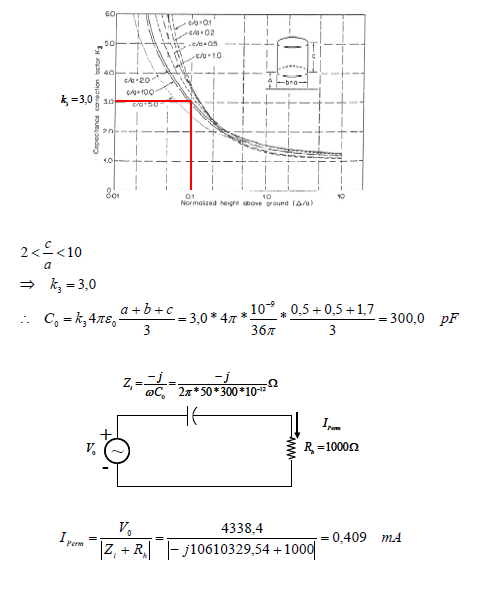 6.0
5.0
4.0
3.0
2.0
1.0
0
Capacitance correction factor K
k₃ = 3,0
c/a=0.1
c/a=0.2
c/a=0.5
c/a=1.0
c/a=2.0
c/a=10.0
c/a=5.0
c
Δ
b=a
0.01 0.1 1.0 10
Normalized height above ground (Δ/a)
2 < c/a < 10
⇒ k₃ = 3,0
∴ C₀ = k₃4πε₀ (a + b + c)/3 = 3,0 * 4π * 10⁻⁹/36π * (0,5 + 0,5 + 1,7)/3 = 300,0 pF
Zᵢ = −j/ωC₀ = −j/(2π*50*300*10⁻¹²) Ω
+
V₀
~
-
I_Perm
Rₕ = 1000Ω
I_Perm = V₀/|Zᵢ + Rₕ| = 4338,4/|− j10610329,54 + 1000| = 0,409 mA